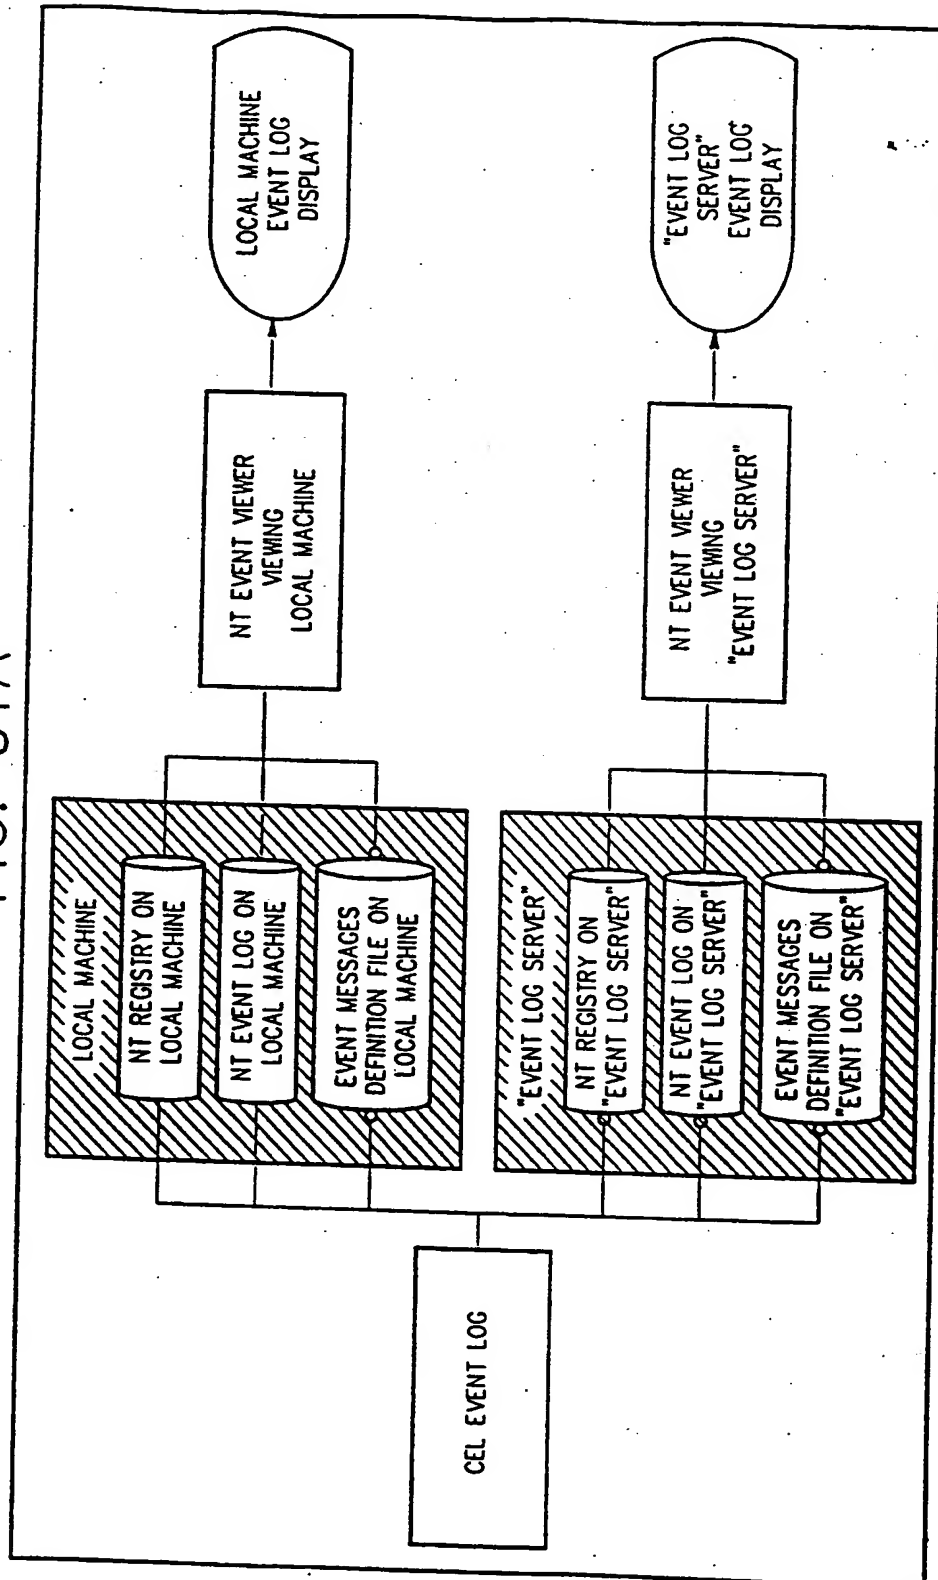 LOCAL MACHINE
NT REGISTRY ON
LOCAL MACHINE
NT EVENT LOG ON
LOCAL MACHINE
EVENT MESSAGES
DEFINITION FILE ON
LOCAL MACHINE
NT EVENT VIEWER
VIEWING
LOCAL MACHINE
LOCAL MACHINE
EVENT LOG
DISPLAY
CEL EVENT LOG
"EVENT LOG SERVER"
NT REGISTRY ON
"EVENT LOG SERVER"
NT EVENT LOG ON
"EVENT LOG SERVER"
EVENT MESSAGES
DEFINITION FILE ON
"EVENT LOG SERVER"
NT EVENT VIEWER
VIEWING
"EVENT LOG SERVER"
"EVENT LOG
SERVER"
EVENT LOG
DISPLAY